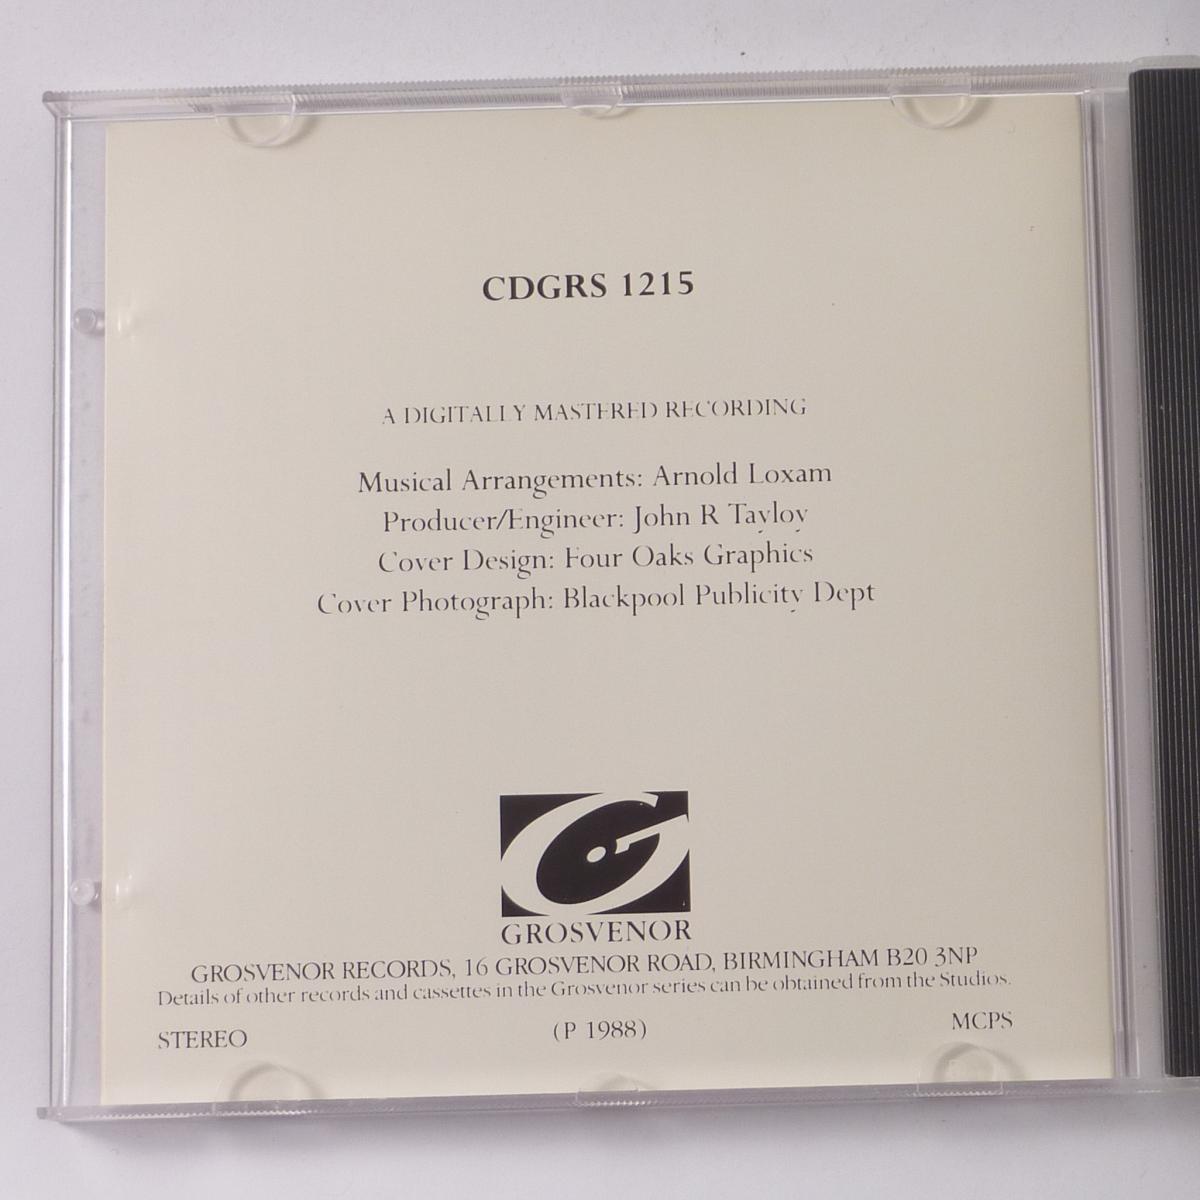 CDGRS 1215
A DIGITALLY MASTERED RECORDING
Musical Arrangements: Arnold Loxam
Producer/Engineer: John R Tayloy
Cover Design: Four Oaks Graphics
Cover Photograph: Blackpool Publicity Dept
GROSVENOR
GROSVENOR RECORDS, 16 GROSVENOR ROAD, BIRMINGHAM B20 3NP
Details of other records and cassettes in the Grosvenor series can be obtained from the Studios.
STEREO (P 1988) MCPS